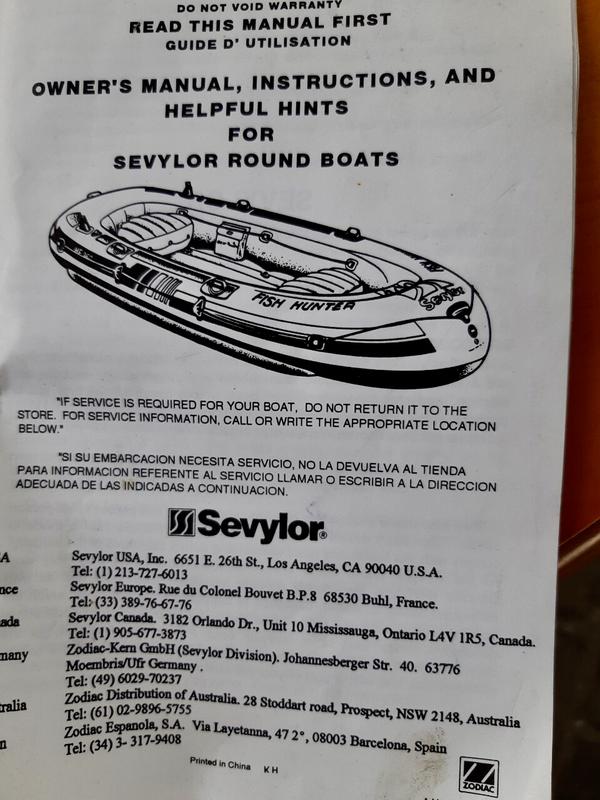 DO NOT VOID WARRANTY
READ THIS MANUAL FIRST
GUIDE D' UTILISATION
OWNER'S MANUAL, INSTRUCTIONS, AND
HELPFUL HINTS
FOR
SEVYLOR ROUND BOATS
FISH HUNTER
Sevylor
"IF SERVICE IS REQUIRED FOR YOUR BOAT, DO NOT RETURN IT TO THE
STORE. FOR SERVICE INFORMATION, CALL OR WRITE THE APPROPRIATE LOCATION
BELOW."
"SI SU EMBARCACION NECESITA SERVICIO, NO LA DEVUELVA AL TIENDA
PARA INFORMACION REFERENTE AL SERVICIO LLAMAR O ESCRIBIR A LA DIRECCION
ADECUADA DE LAS INDICADAS A CONTINUACION.
Sevylor®
Sevylor USA, Inc. 6651 E. 26th St., Los Angeles, CA 90040 U.S.A.
Tel: (1) 213-727-6013
Sevylor Europe. Rue du Colonel Bouvet B.P.8 68530 Buhl, France.
Tel: (33) 389-76-67-76
Sevylor Canada. 3182 Orlando Dr., Unit 10 Mississauga, Ontario L4V 1R5, Canada.
Tel: (1) 905-677-3873
Zodiac-Kern GmbH (Sevylor Division). Johannesberger Str. 40. 63776
Moembris/Ufr Germany .
Tel: (49) 6029-70237
Zodiac Distribution of Australia. 28 Stoddart road, Prospect, NSW 2148, Australia
Tel: (61) 02-9896-5755
Zodiac Espanola, S.A. Via Layetanna, 47 2°, 08003 Barcelona, Spain
Tel: (34) 3- 317-9408
Printed in China K H
ZODIAC